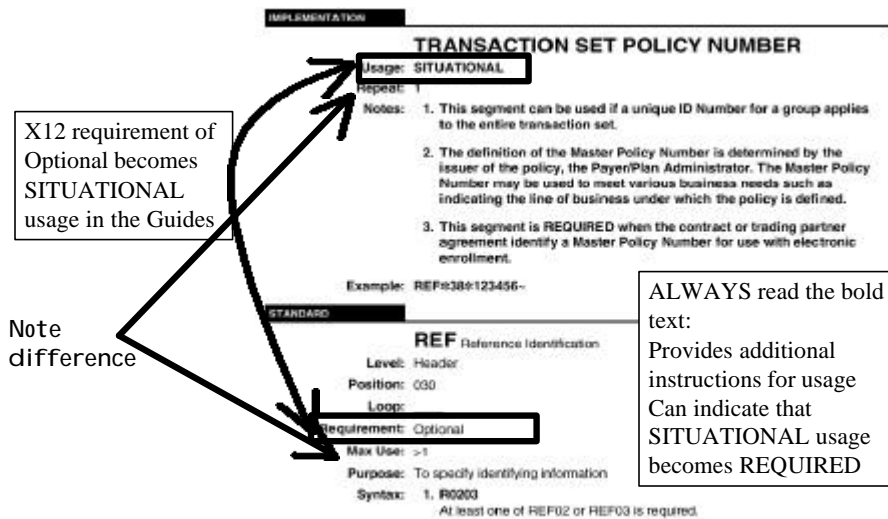 IMPLEMENTATION
TRANSACTION SET POLICY NUMBER
Usage: SITUATIONAL
Repeat: 1
Notes: 1. This segment can be used if a unique ID Number for a group applies
to the entire transaction set.
2. The definition of the Master Policy Number is determined by the
issuer of the policy, the Payer/Plan Administrator. The Master Policy
Number may be used to meet various business needs such as
indicating the line of business under which the policy is defined.
3. This segment is REQUIRED when the contract or trading partner
agreement identify a Master Policy Number for use with electronic
enrollment.
Example: REF*38*123456~
X12 requirement of
Optional becomes
SITUATIONAL
usage in the Guides
Note
difference
STANDARD
REF Reference Identification
Level: Header
Position: 030
Loop:
Requirement: Optional
Max Use: >1
Purpose: To specify identifying information
Syntax: 1. R0203
At least one of REF02 or REF03 is required.
ALWAYS read the bold
text:
Provides additional
instructions for usage
Can indicate that
SITUATIONAL usage
becomes REQUIRED